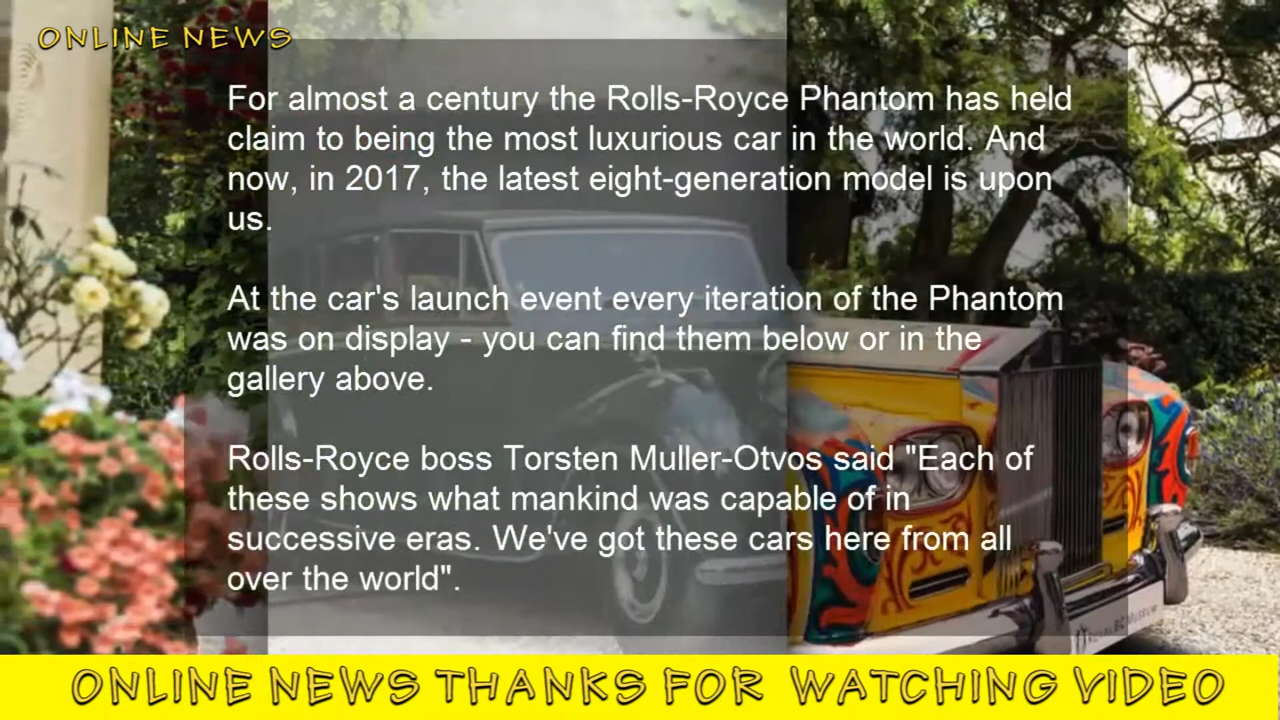 ONLINE NEWS
For almost a century the Rolls-Royce Phantom has held
claim to being the most luxurious car in the world. And
now, in 2017, the latest eight-generation model is upon
us.
At the car's launch event every iteration of the Phantom
was on display - you can find them below or in the
gallery above.
Rolls-Royce boss Torsten Muller-Otvos said "Each of
these shows what mankind was capable of in
successive eras. We've got these cars here from all
over the world".
ROYAL BC MUSEUM
ONLINE NEWS THANKS FOR WATCHING VIDEO